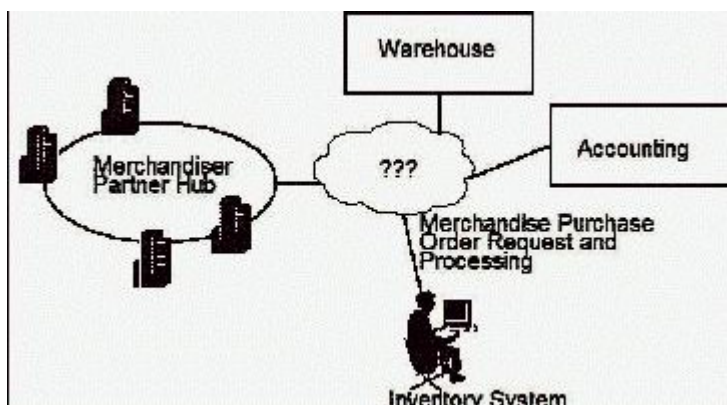 Warehouse
Merchandiser
Partner Hub
???
Accounting
Merchandise Purchase
Order Request and
Processing
Inventory System